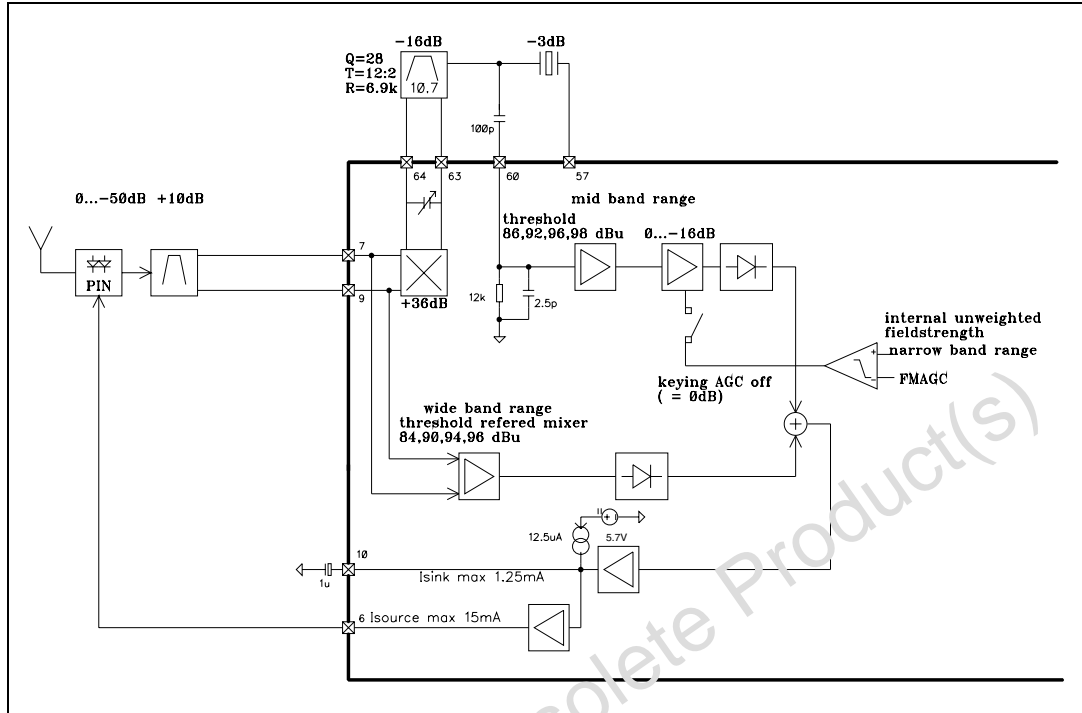 -16dB
-3dB
Q=28
T=12:2
R=6.9k
10.7
100p
64
63
60
57
0...-50dB +10dB
mid band range
threshold
86,92,96,98 dBu
0...-16dB
7
PIN
9
+36dB
12k
2.5p
internal unweighted
fieldstrength
narrow band range
+
-
FMAGC
keying AGC off
( = 0dB)
wide band range
threshold refered mixer
84,90,94,96 dBu
+
12.5uA
5.7V
10
1u
Isink max 1.25mA
6
Isource max 15mA
solete Product(s)